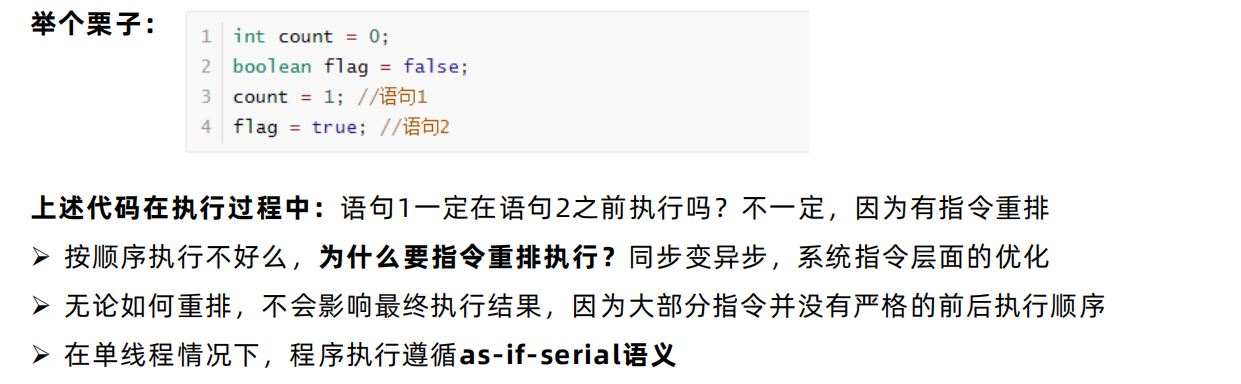 举个栗子：
1 int count = 0;
2 boolean flag = false;
3 count = 1; //语句1
4 flag = true; //语句2
上述代码在执行过程中：语句1一定在语句2之前执行吗？不一定，因为有指令重排
➢ 按顺序执行不好么，为什么要指令重排执行？同步变异步，系统指令层面的优化
➢ 无论如何重排，不会影响最终执行结果，因为大部分指令并没有严格的前后执行顺序
➢ 在单线程情况下，程序执行遵循as-if-serial语义